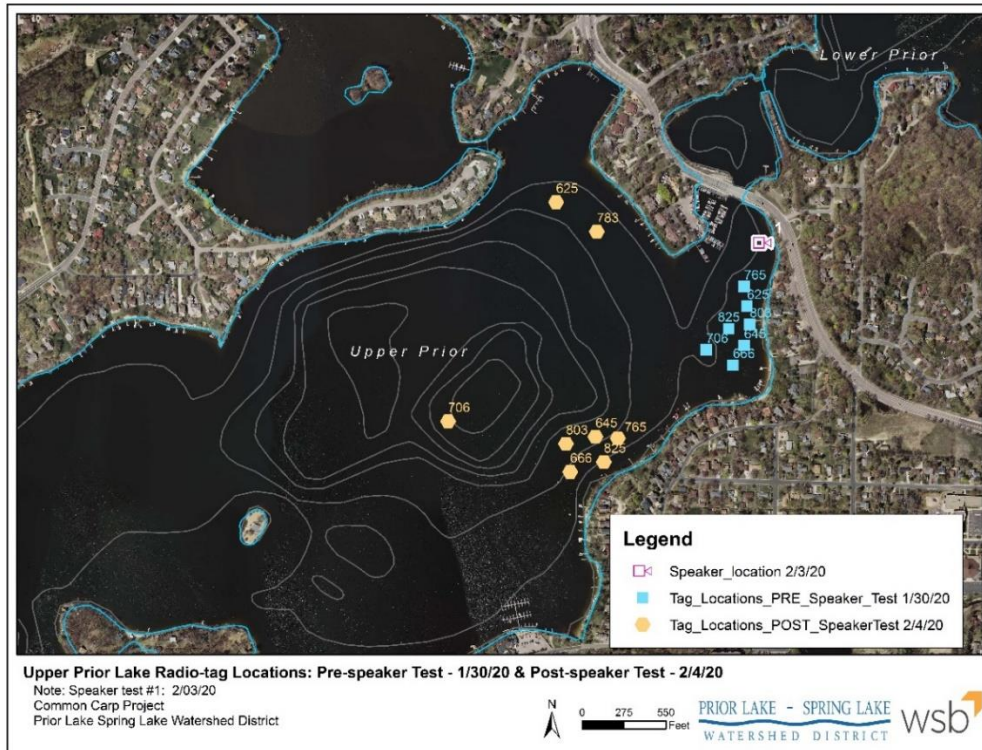 Lower Prior
625
783
1
765
625
803
825
645
706
666
Upper Prior
706
803
645
765
825
666
Legend
Speaker_location 2/3/20
Tag_Locations_PRE_Speaker_Test 1/30/20
Tag_Locations_POST_SpeakerTest 2/4/20
Upper Prior Lake Radio-tag Locations: Pre-speaker Test - 1/30/20 & Post-speaker Test - 2/4/20
Note: Speaker test #1: 2/03/20
Common Carp Project
Prior Lake Spring Lake Watershed District
N
0 275 550
Feet
PRIOR LAKE - SPRING LAKE
WATERSHED DISTRICT
wsb